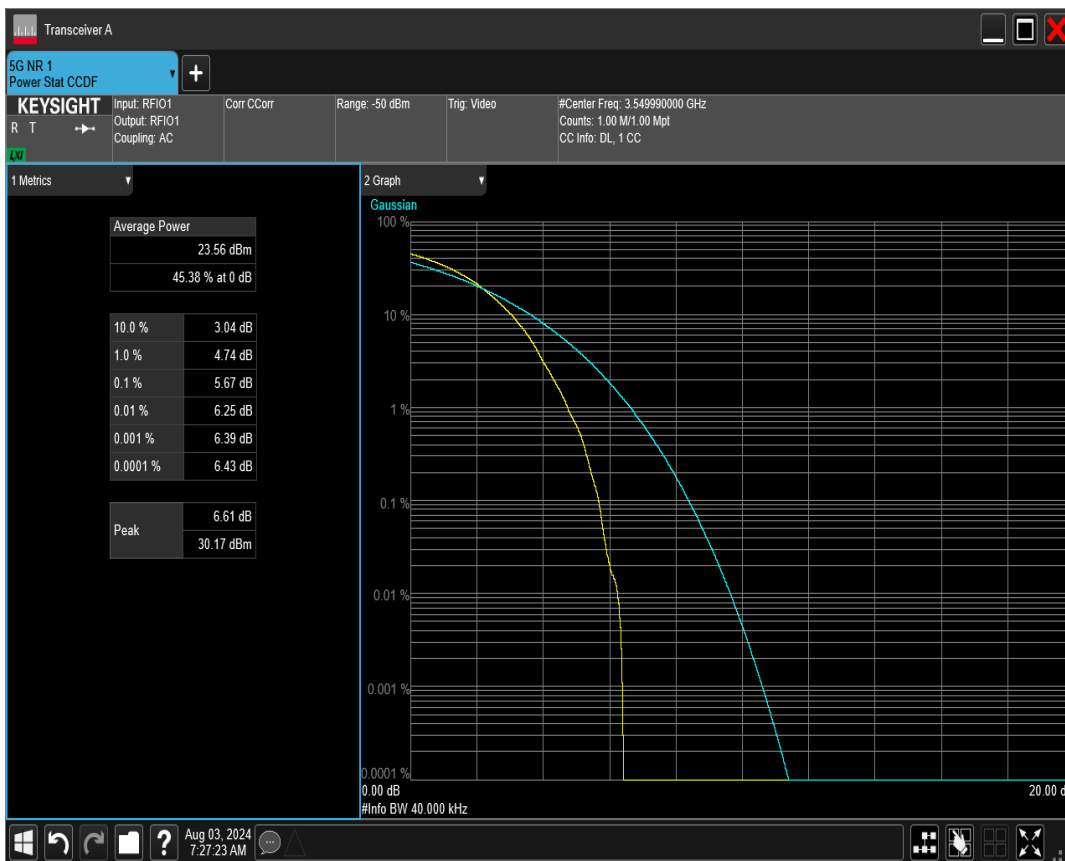 Transceiver A
5G NR 1
Power Stat CCDF
+
KEYSIGHT
R T
LXI
Input: RFIO1
Output: RFIO1
Coupling: AC
Corr CCorr
Range: -50 dBm
Trig: Video
#Center Freq: 3.549990000 GHz
Counts: 1.00 M/1.00 Mpt
CC Info: DL, 1 CC
1 Metrics
Average Power
23.56 dBm
45.38 % at 0 dB
10.0 % 3.04 dB
1.0 % 4.74 dB
0.1 % 5.67 dB
0.01 % 6.25 dB
0.001 % 6.39 dB
0.0001 % 6.43 dB
Peak 6.61 dB
30.17 dBm
2 Graph
Gaussian
100 %
10 %
1 %
0.1 %
0.01 %
0.001 %
0.0001 %
0.00 dB
20.00 d
#Info BW 40.000 kHz
?
Aug 03, 2024
7:27:23 AM